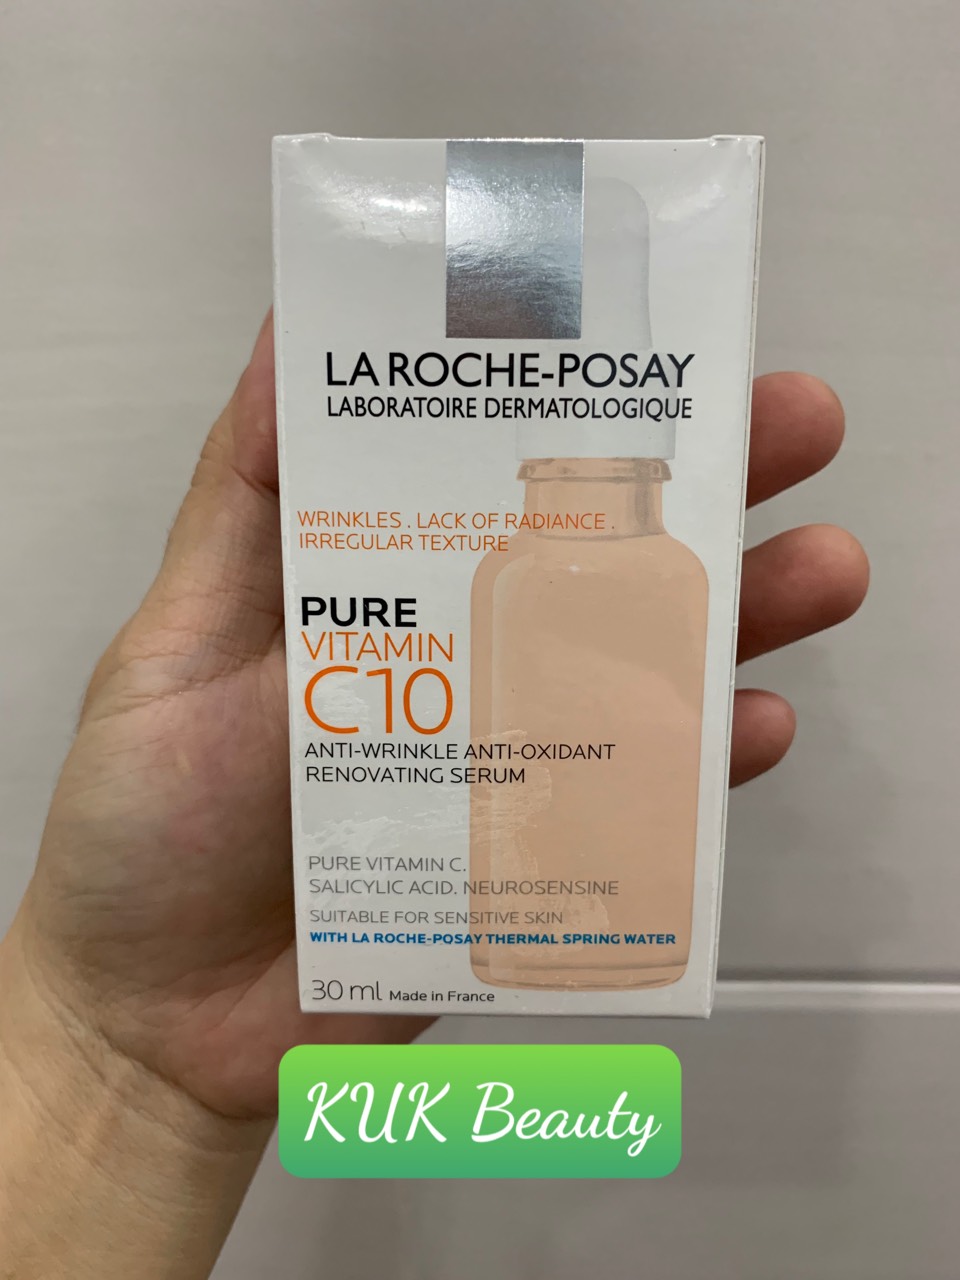 LA ROCHE-POSAY
LABORATOIRE DERMATOLOGIQUE
WRINKLES . LACK OF RADIANCE .
IRREGULAR TEXTURE
PURE
VITAMIN
C10
ANTI-WRINKLE ANTI-OXIDANT
RENOVATING SERUM
PURE VITAMIN C.
SALICYLIC ACID. NEUROSENSINE
SUITABLE FOR SENSITIVE SKIN
WITH LA ROCHE-POSAY THERMAL SPRING WATER
30 ml Made in France
KUK Beauty